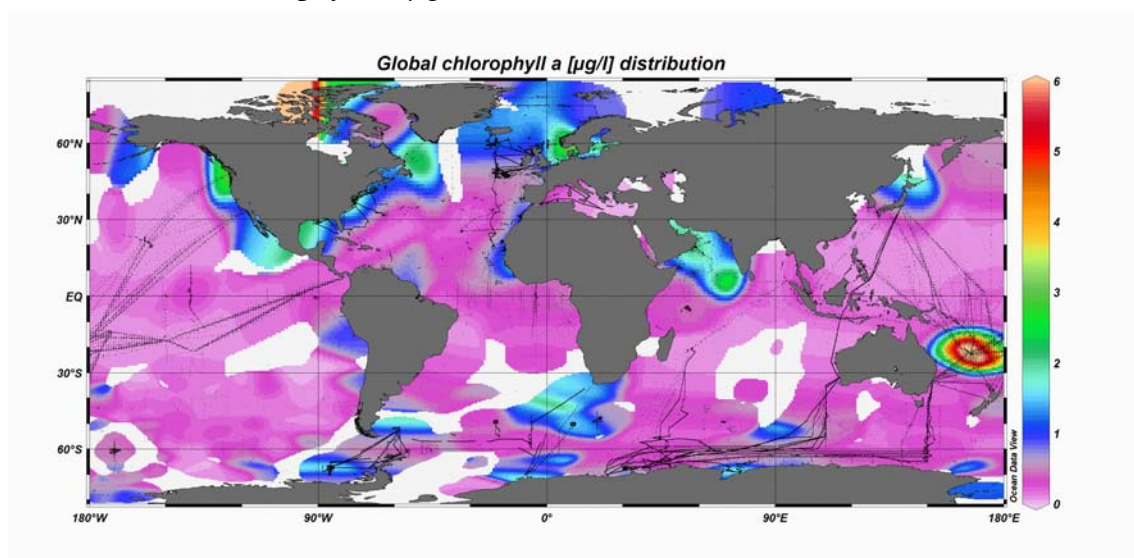 Global chlorophyll a [µg/l] distribution
6
60°N
5
4
30°N
3
EQ
2
30°S
1
60°S
Ocean Data View
0
180°W
90°W
0°
90°E
180°E